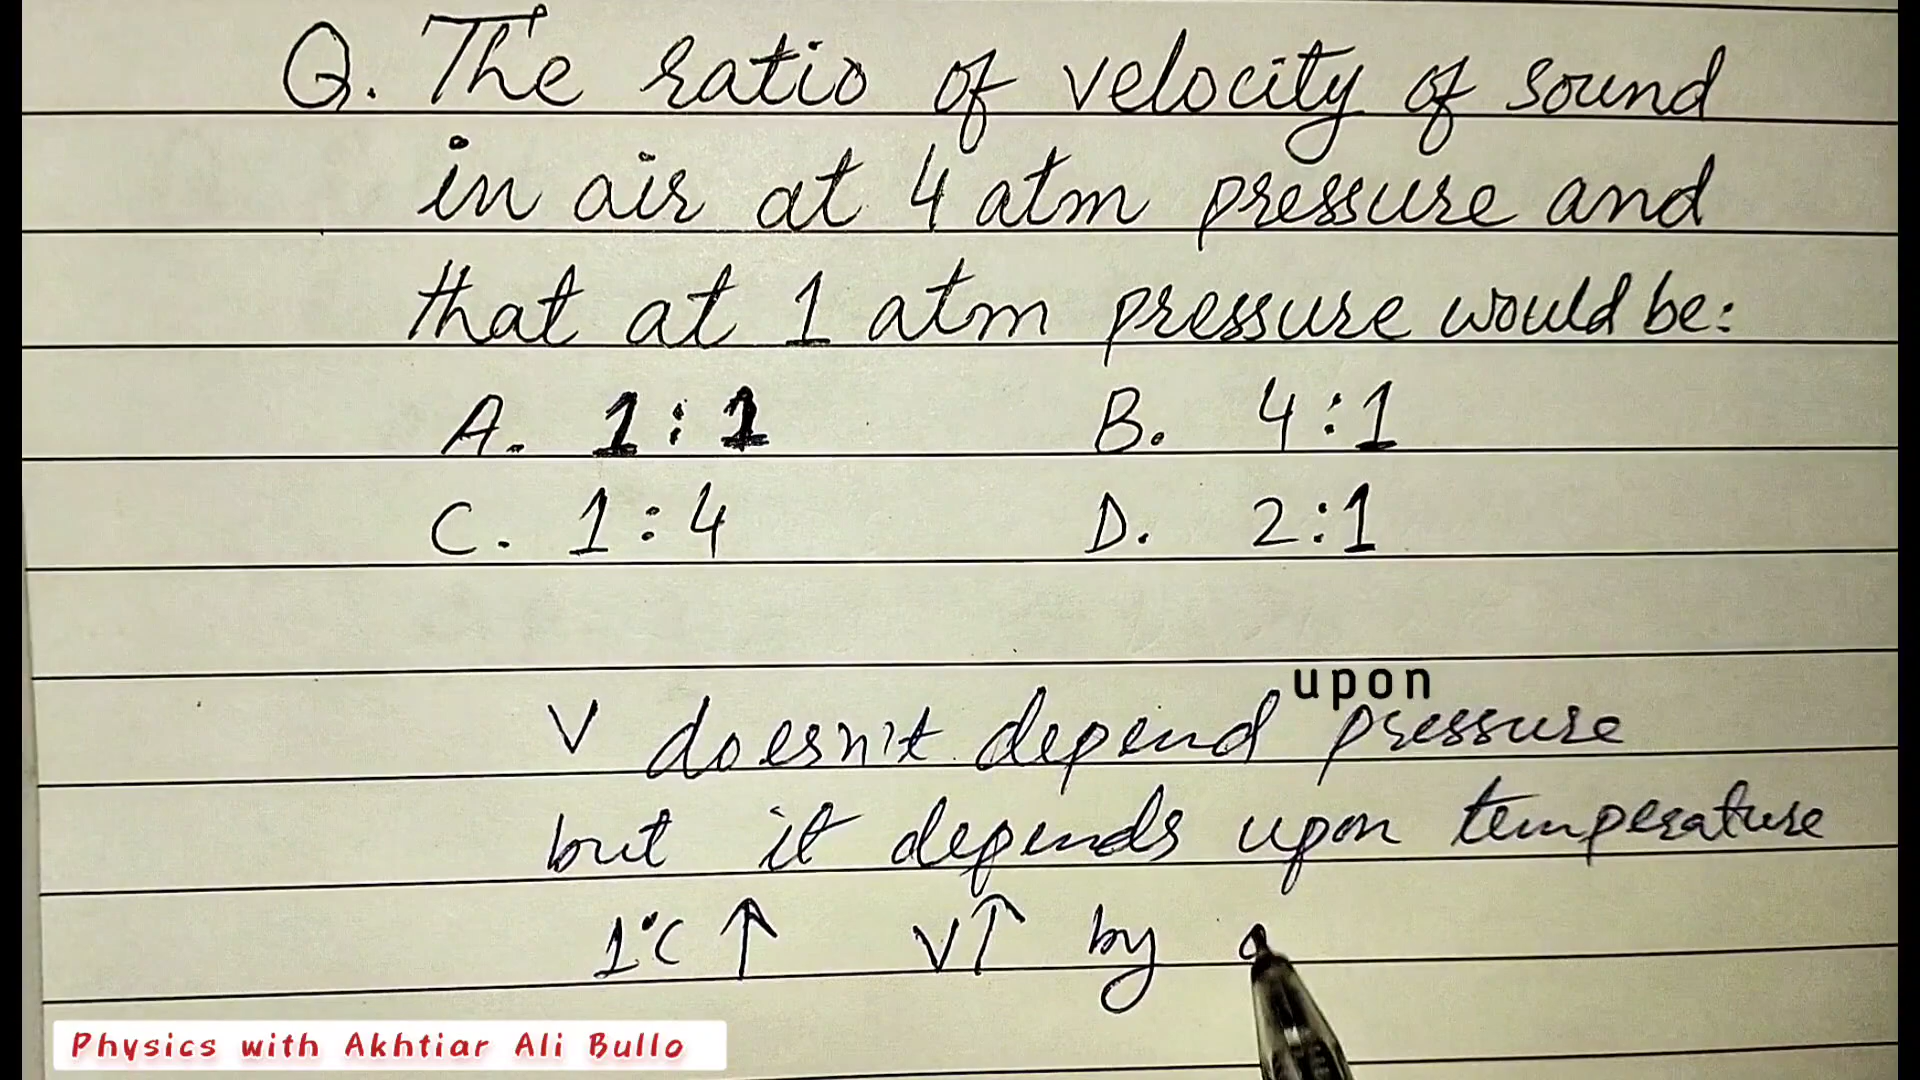 Q. The ratio of velocity of sound
in air at 4 atm pressure and
that at 1 atm pressure would be:
A. 1:1 B. 4:1
C. 1:4 D. 2:1
upon
V doesn't depend pressure
but it depends upon temperature
1°C ↑ V↑ by
Physics with Akhtiar Ali Bullo